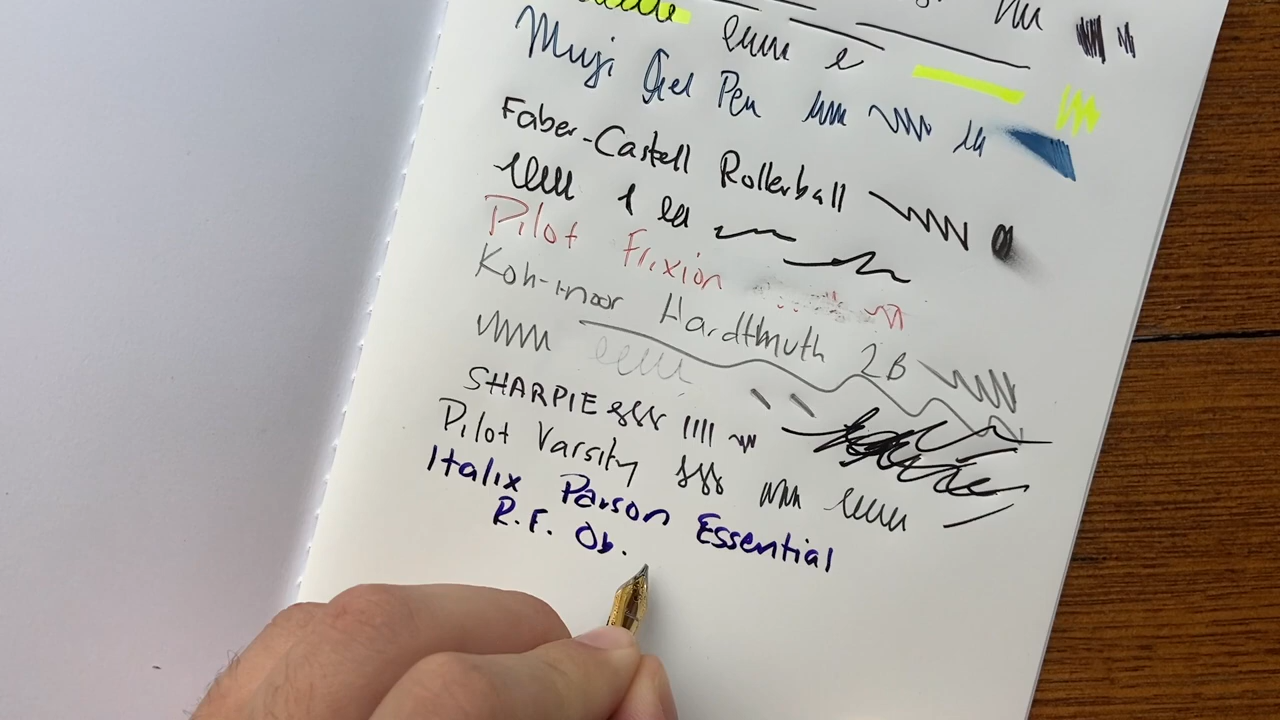 Muji Gel Pen
Faber-Castell Rollerball
Pilot Frixion
Koh-i-noor Hardtmuth 2B
SHARPIE
Pilot Varsity
Italix Parson Essential
R.F. Ob.